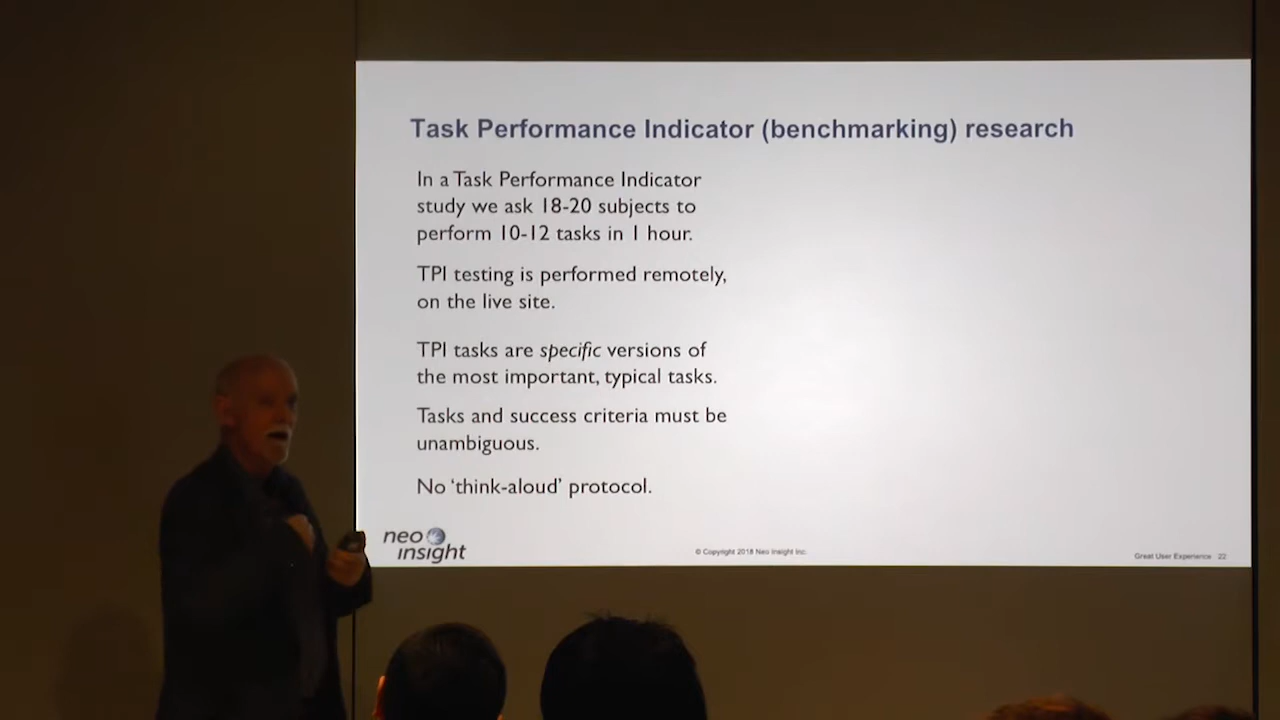 Task Performance Indicator (benchmarking) research
In a Task Performance Indicator
study we ask 18-20 subjects to
perform 10-12 tasks in 1 hour.
TPI testing is performed remotely,
on the live site.
TPI tasks are specific versions of
the most important, typical tasks.
Tasks and success criteria must be
unambiguous.
No ‘think-aloud’ protocol.
neo
insight
© Copyright 2018 Neo Insight Inc.
Great User Experience 22